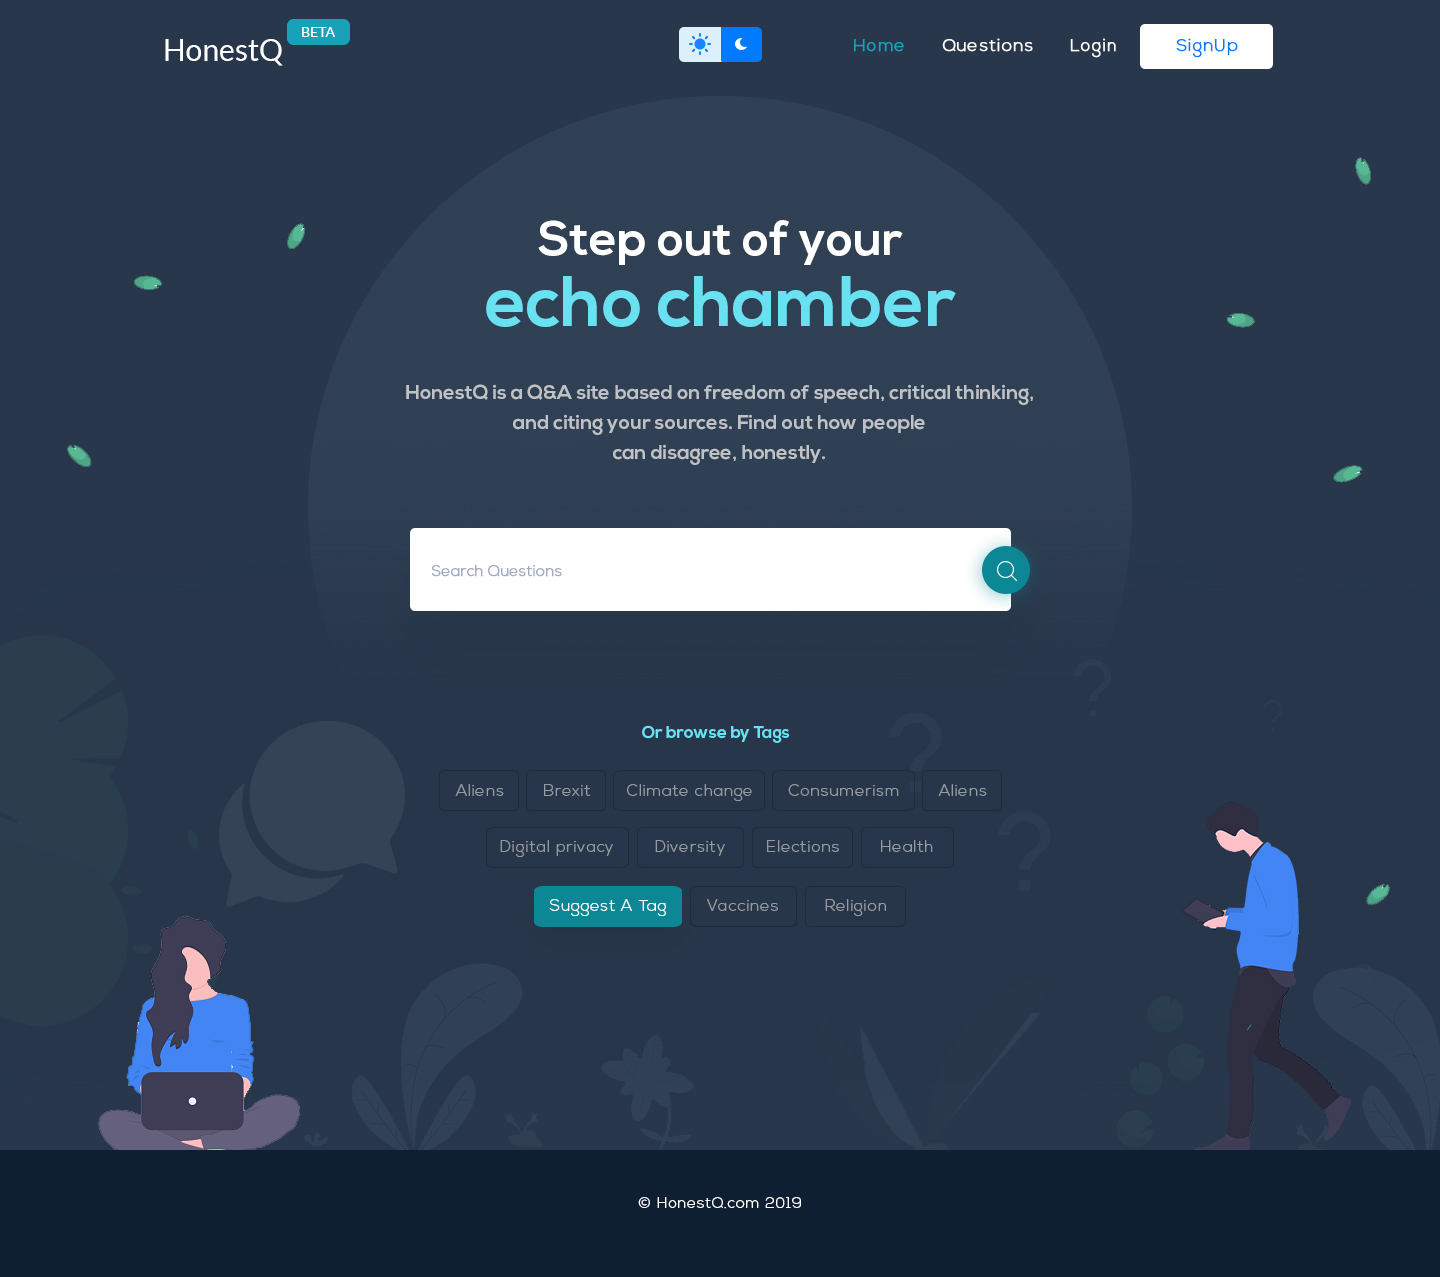 HonestQ BETA
Home Questions Login SignUp
Step out of your
echo chamber
HonestQ is a Q&A site based on freedom of speech, critical thinking,
and citing your sources. Find out how people
can disagree, honestly.
Search Questions
Or browse by Tags
Aliens Brexit Climate change Consumerism Aliens
Digital privacy Diversity Elections Health
Suggest A Tag Vaccines Religion
© HonestQ.com 2019